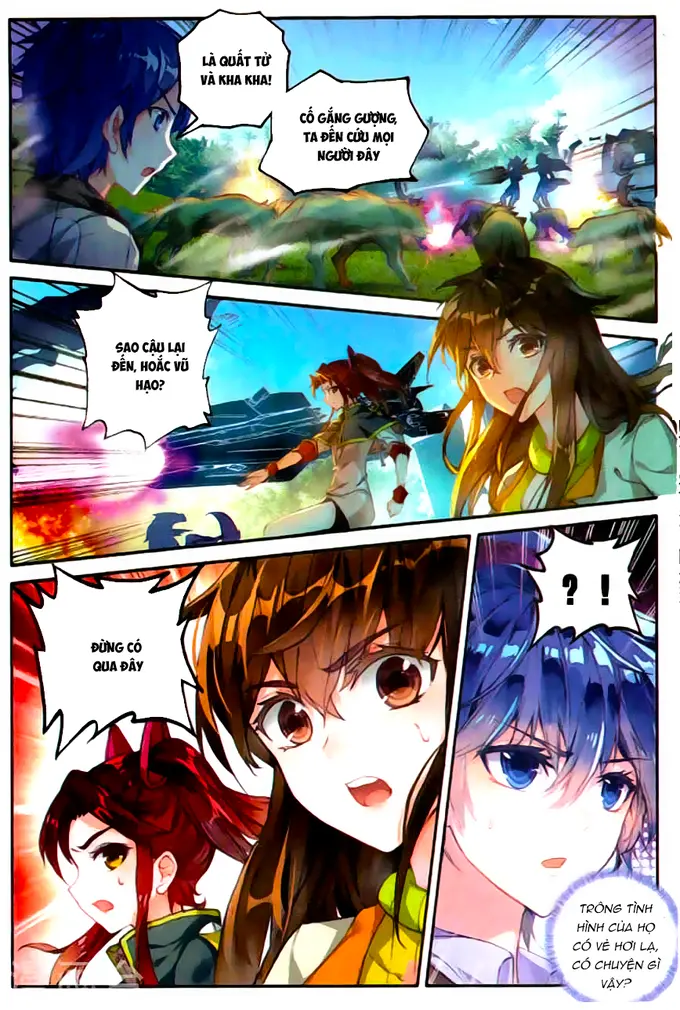 LÀ QUẤT TỬ
VÀ KHA KHA!
CỐ GẮNG GƯỢNG,
TA ĐẾN CỨU MỌI
NGƯỜI ĐÂY
SAO CẬU LẠI
ĐẾN, HOẮC VŨ
HẠO?
ĐỪNG CÓ
QUA ĐÂY
? !
TRÔNG TÌNH
HÌNH CỦA HỌ
CÓ VẺ HƠI LẠ,
CÓ CHUYỆN GÌ
VẬY?